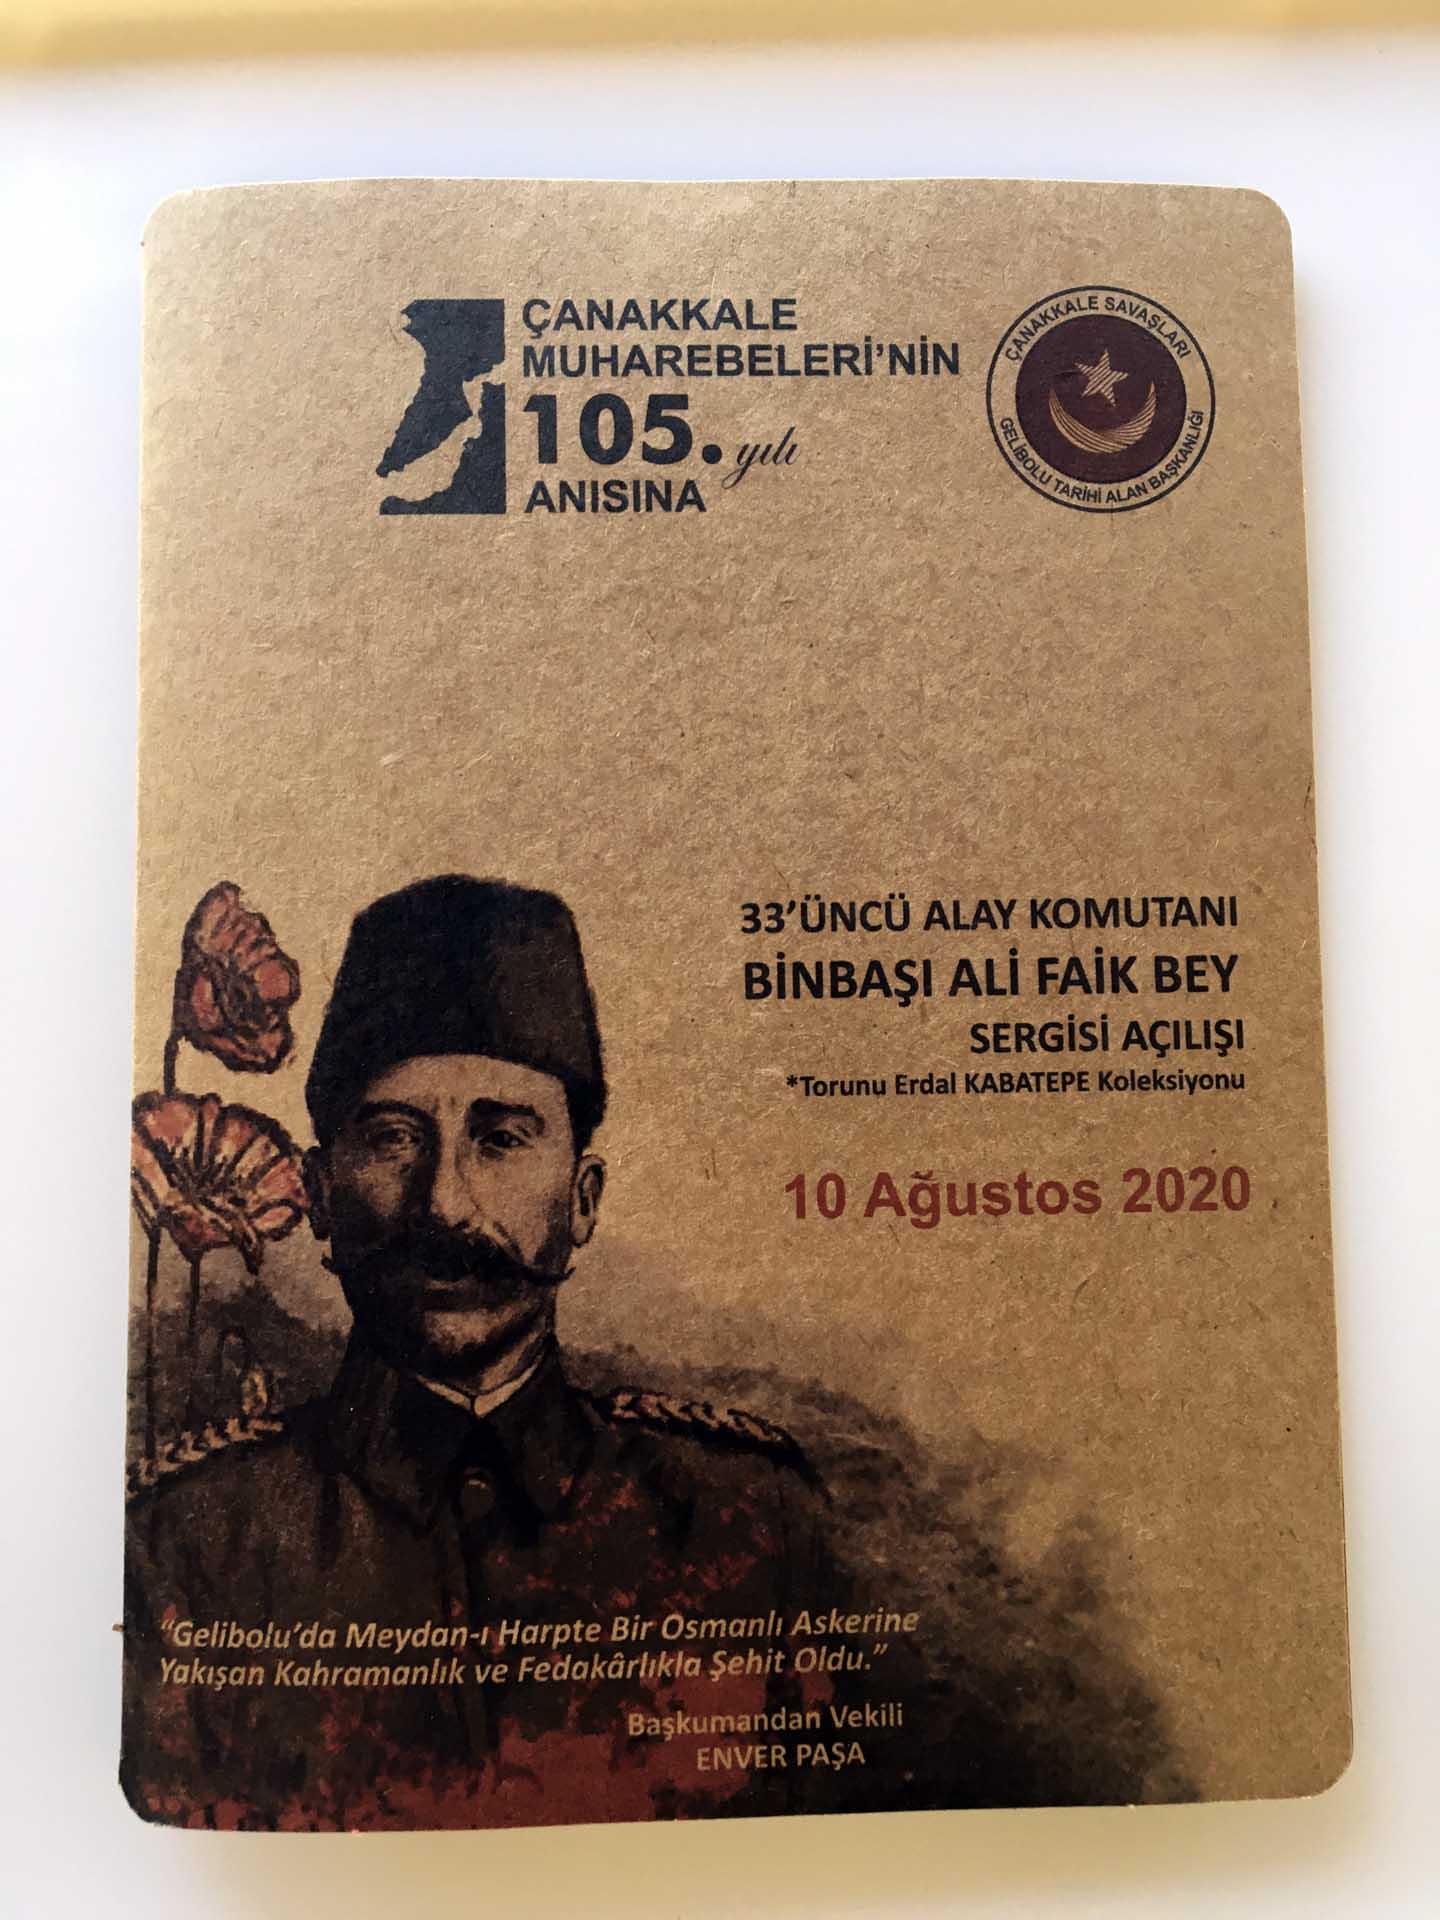 ÇANAKKALE
MUHAREBELERİ'NİN
105. yılı
ANISINA
ÇANAKKALE SAVAŞLARI
GELİBOLU TARİHİ ALAN BAŞKANLIĞI
33'ÜNCÜ ALAY KOMUTANI
BİNBAŞI ALİ FAİK BEY
SERGİSİ AÇILIŞI
*Torunu Erdal KABATEPE Koleksiyonu
10 Ağustos 2020
“Gelibolu'da Meydan-ı Harpte Bir Osmanlı Askerine
Yakışan Kahramanlık ve Fedakârlıkla Şehit Oldu.”
Başkumandan Vekili
ENVER PAŞA